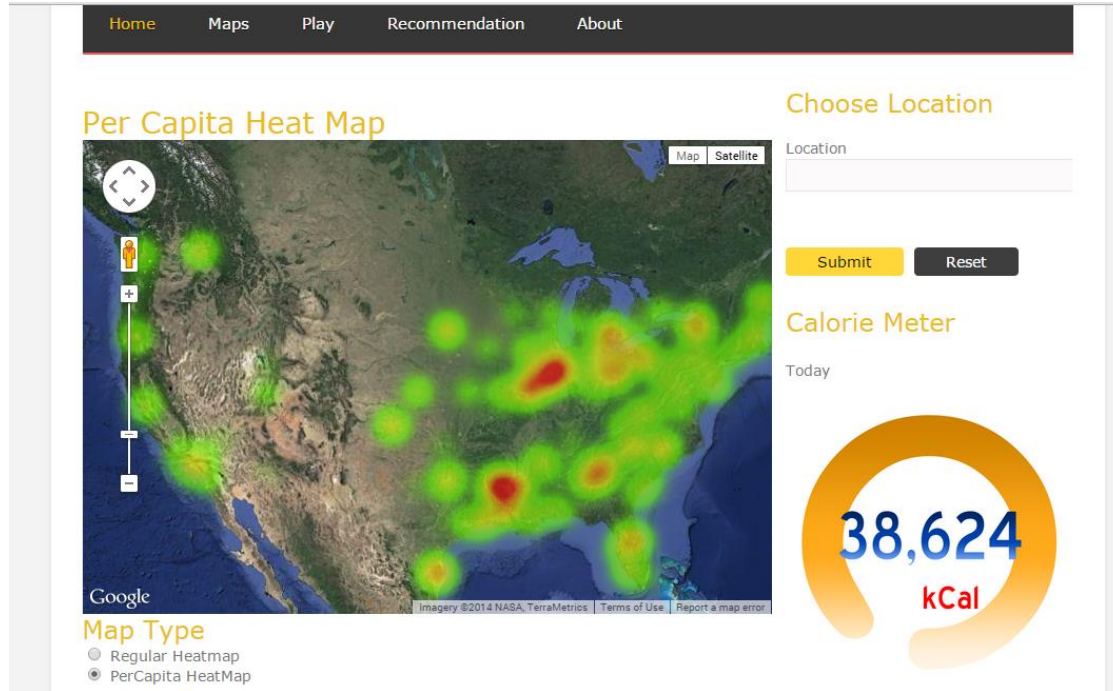 Home Maps Play Recommendation About
Per Capita Heat Map
Map Satellite
Google
Imagery ©2014 NASA, TerraMetrics Terms of Use Report a map error
Map Type
Regular Heatmap
PerCapita HeatMap
Choose Location
Location
Submit Reset
Calorie Meter
Today
38,624
kCal